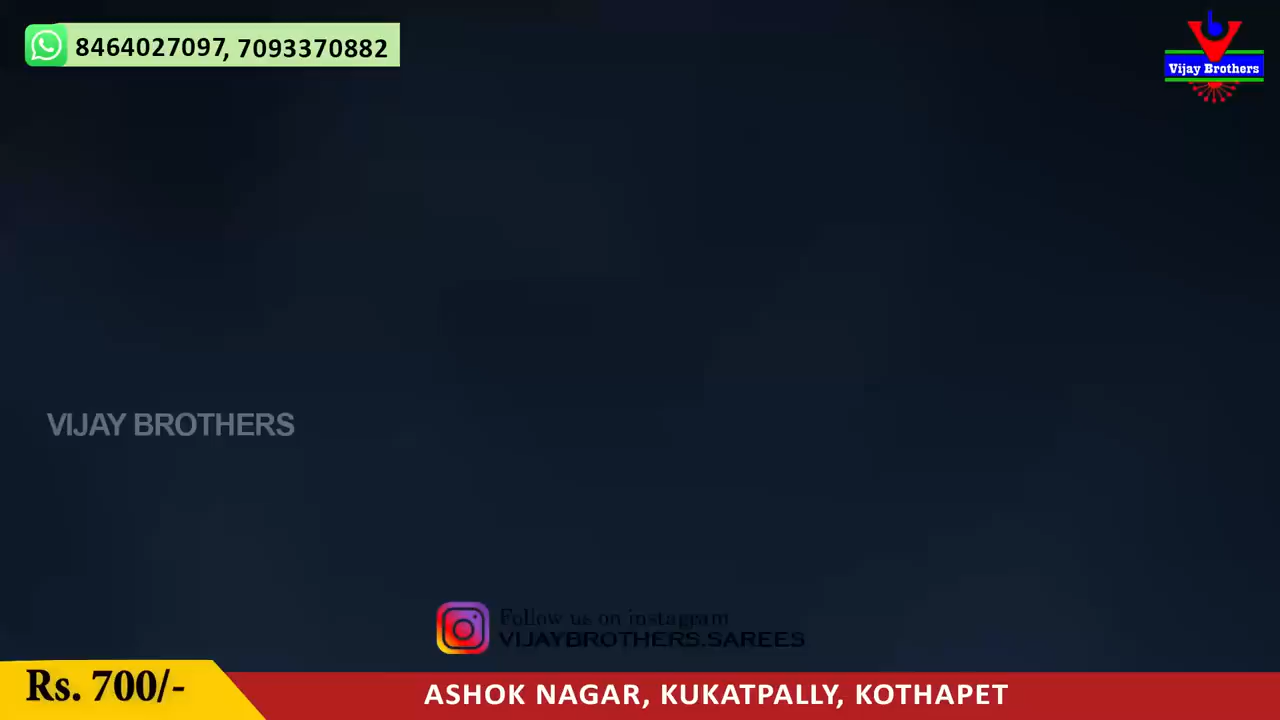 8464027097, 7093370882
Vijay Brothers
VIJAY BROTHERS
Follow us on instagram
VIJAYBROTHERS.SAREES
Rs. 700/-
ASHOK NAGAR, KUKATPALLY, KOTHAPET